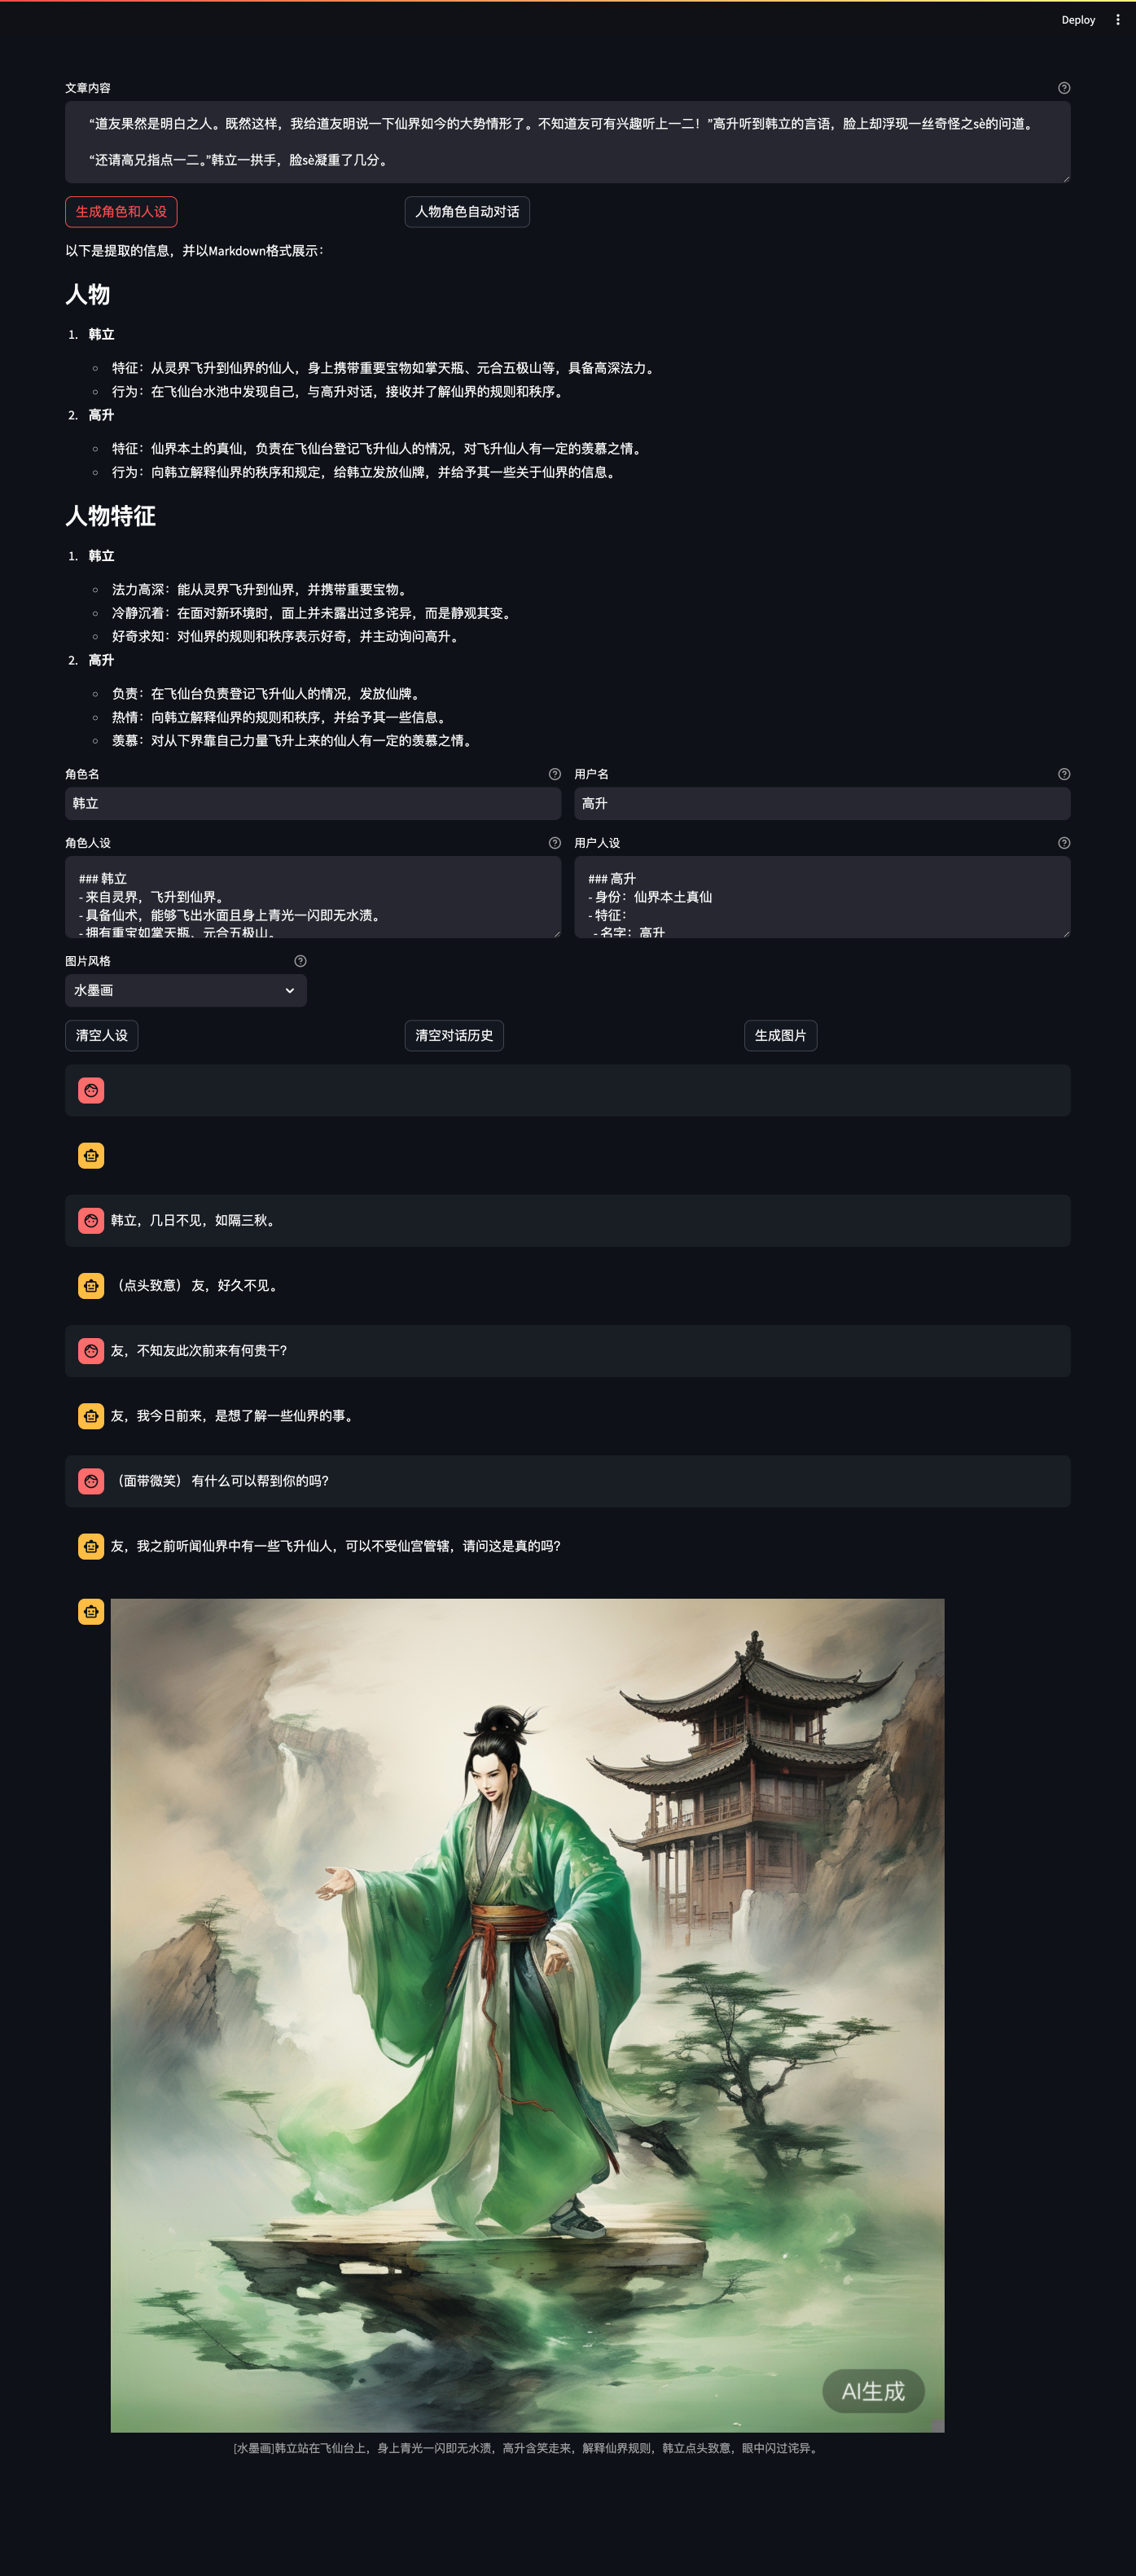 Deploy
文章内容
“道友果然是明白之人。既然这样，我给道友明说一下仙界如今的大势情形了。不知道友可有兴趣听上一二！”高升听到韩立的言语，脸上却浮现一丝奇怪之sè的问道。
“还请高兄指点一二。”韩立一拱手，脸sè凝重了几分。
生成角色和人设
人物角色自动对话
以下是提取的信息，并以Markdown格式展示：
人物
1. 韩立
特征：从灵界飞升到仙界的仙人，身上携带重要宝物如掌天瓶、元合五极山等，具备高深法力。
行为：在飞仙台水池中发现自己，与高升对话，接收并了解仙界的规则和秩序。
2. 高升
特征：仙界本土的真仙，负责在飞仙台登记飞升仙人的情况，对飞升仙人有一定的羡慕之情。
行为：向韩立解释仙界的秩序和规定，给韩立发放仙牌，并给予其一些关于仙界的信息。
人物特征
1. 韩立
法力高深：能从灵界飞升到仙界，并携带重要宝物。
冷静沉着：在面对新环境时，面上并未露出过多诧异，而是静观其变。
好奇求知：对仙界的规则和秩序表示好奇，并主动询问高升。
2. 高升
负责：在飞仙台负责登记飞升仙人的情况，发放仙牌。
热情：向韩立解释仙界的规则和秩序，并给予其一些信息。
羡慕：对从下界靠自己力量飞升上来的仙人有一定的羡慕之情。
角色名
用户名
韩立
高升
角色人设
用户人设
### 韩立
- 来自灵界，飞升到仙界。
- 具备仙术，能够飞出水面且身上青光一闪即无水渍。
- 拥有重宝如掌天瓶、元合五极山。
### 高升
- 身份：仙界本土真仙
- 特征：
- 名字：高升
图片风格
水墨画
清空人设
清空对话历史
生成图片
韩立，几日不见，如隔三秋。
（点头致意） 友，好久不见。
友，不知友此次前来有何贵干？
友，我今日前来，是想了解一些仙界的事。
（面带微笑） 有什么可以帮到你的吗？
友，我之前听闻仙界中有一些飞升仙人，可以不受仙宫管辖，请问这是真的吗？
AI生成
[水墨画]韩立站在飞仙台上，身上青光一闪即无水渍，高升含笑走来，解释仙界规则，韩立点头致意，眼中闪过诧异。